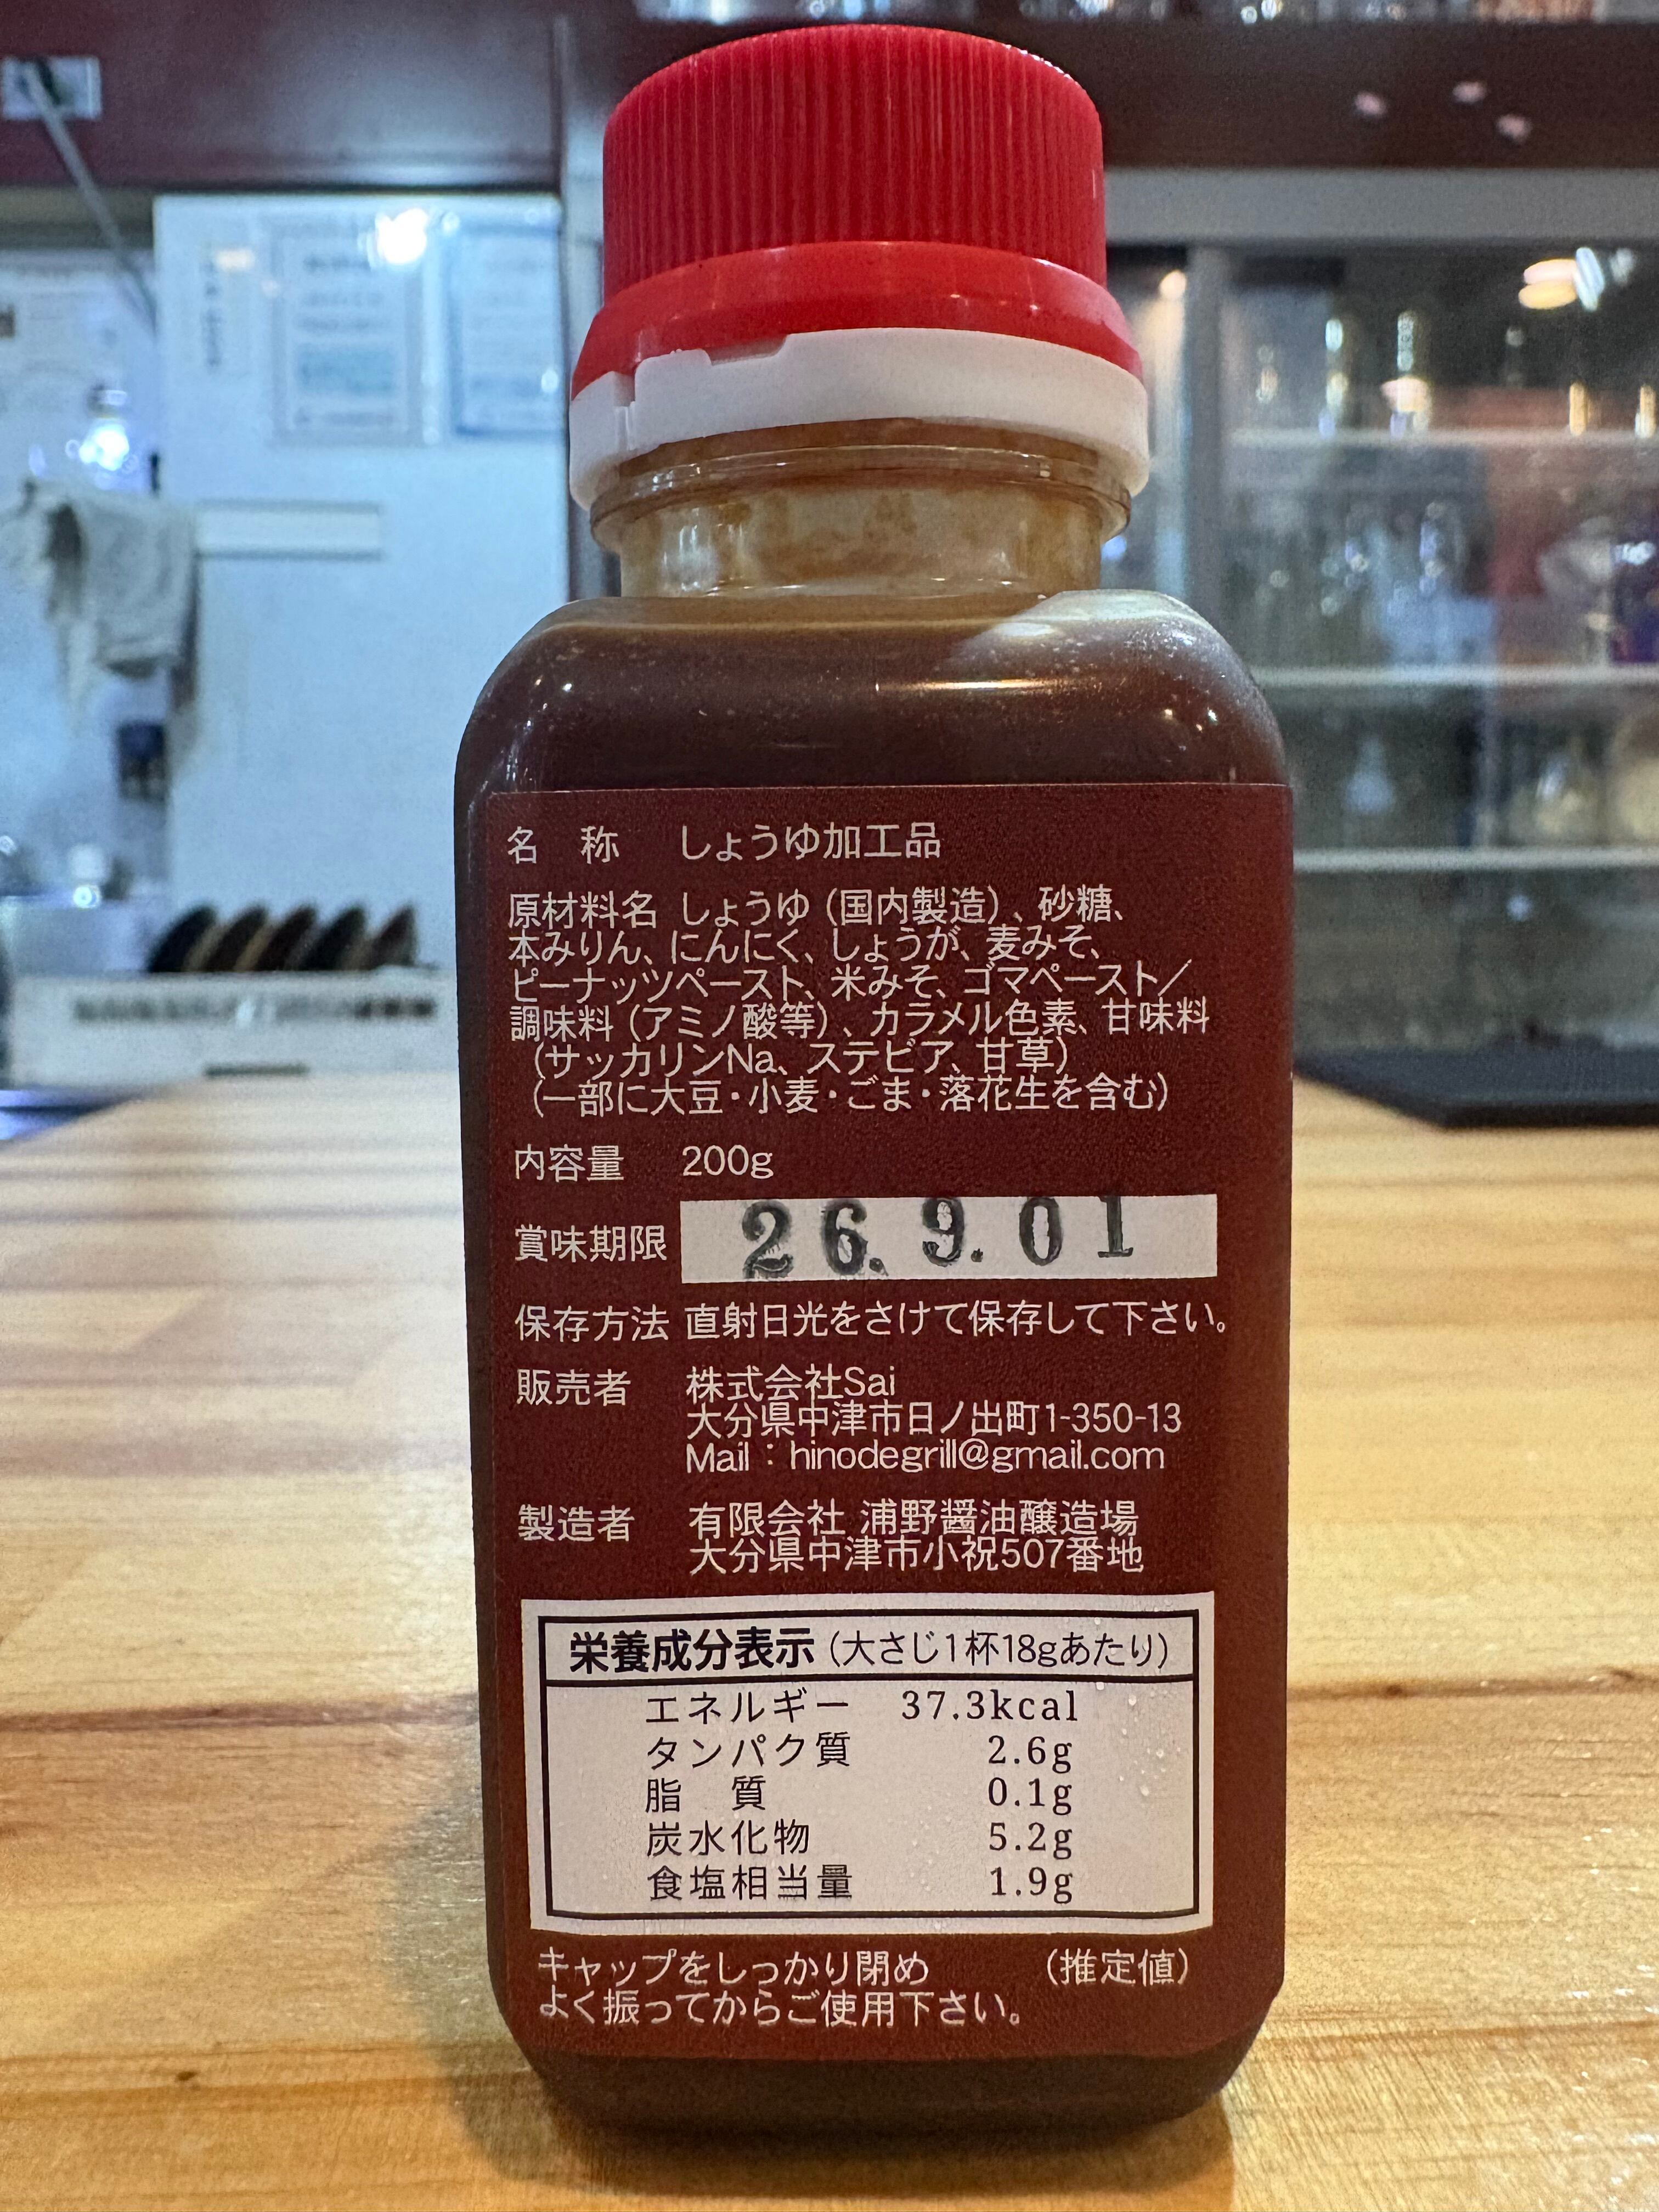 名 称 しょうゆ加工品
原材料名 しょうゆ（国内製造）、砂糖、
本みりん、にんにく、しょうが、麦みそ、
ピーナッツペースト、米みそ、ゴマペースト／
調味料（アミノ酸等）、カラメル色素、甘味料
（サッカリンNa、ステビア、甘草）
（一部に大豆・小麦・ごま・落花生を含む）
内容量 200g
賞味期限 26.9.01
保存方法 直射日光をさけて保存して下さい。
販売者 株式会社Sai
大分県中津市日ノ出町1-350-13
Mail：hinodegrill@gmail.com
製造者 有限会社 浦野醤油醸造場
大分県中津市小祝507番地
栄養成分表示（大さじ1杯18gあたり）
エネルギー 37.3kcal
タンパク質 2.6g
脂 質 0.1g
炭水化物 5.2g
食塩相当量 1.9g
キャップをしっかり閉め （推定値）
よく振ってからご使用下さい。